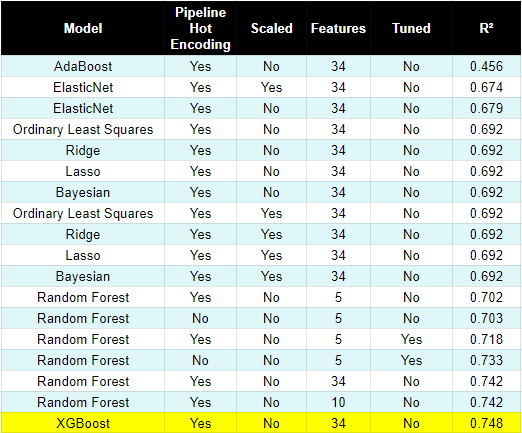 Model Pipeline Hot Encoding Scaled Features Tuned R²
AdaBoost Yes No 34 No 0.456
ElasticNet Yes Yes 34 No 0.674
ElasticNet Yes No 34 No 0.679
Ordinary Least Squares Yes No 34 No 0.692
Ridge Yes No 34 No 0.692
Lasso Yes No 34 No 0.692
Bayesian Yes No 34 No 0.692
Ordinary Least Squares Yes Yes 34 No 0.692
Ridge Yes Yes 34 No 0.692
Lasso Yes Yes 34 No 0.692
Bayesian Yes Yes 34 No 0.692
Random Forest Yes No 5 No 0.702
Random Forest No No 5 No 0.703
Random Forest Yes No 5 Yes 0.718
Random Forest No No 5 Yes 0.733
Random Forest Yes No 34 No 0.742
Random Forest Yes No 10 No 0.742
XGBoost Yes No 34 No 0.748